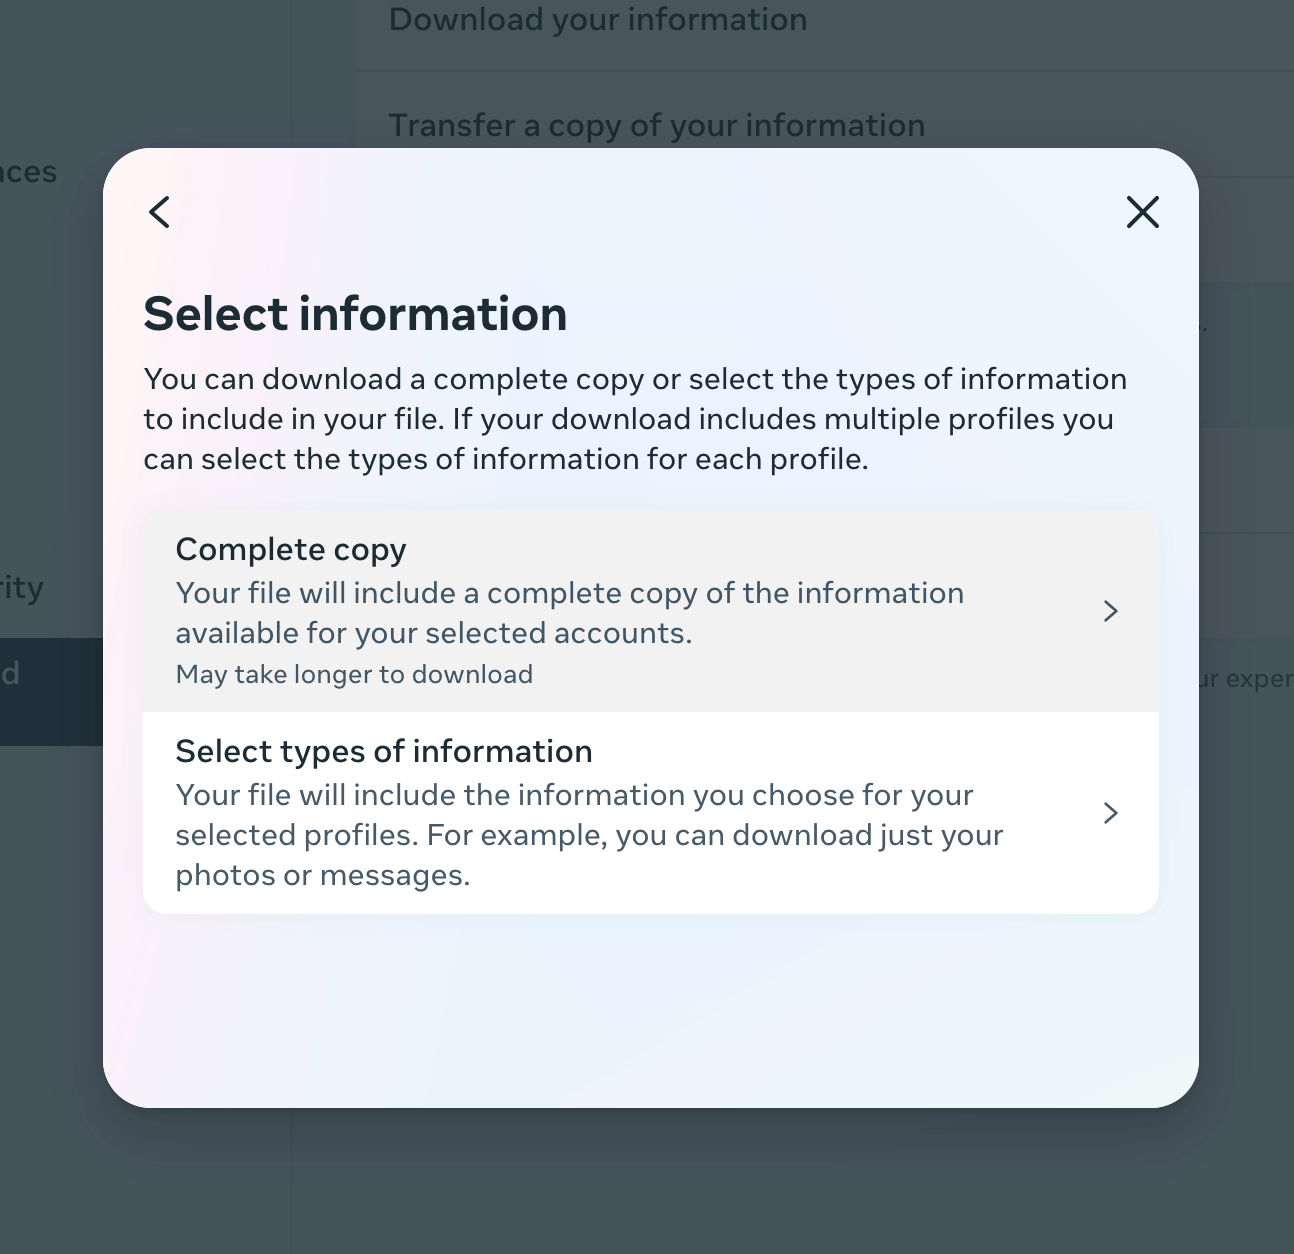 Download your information
Transfer a copy of your information
Select information
You can download a complete copy or select the types of information
to include in your file. If your download includes multiple profiles you
can select the types of information for each profile.
Complete copy
Your file will include a complete copy of the information
available for your selected accounts.
May take longer to download
Select types of information
Your file will include the information you choose for your
selected profiles. For example, you can download just your
photos or messages.